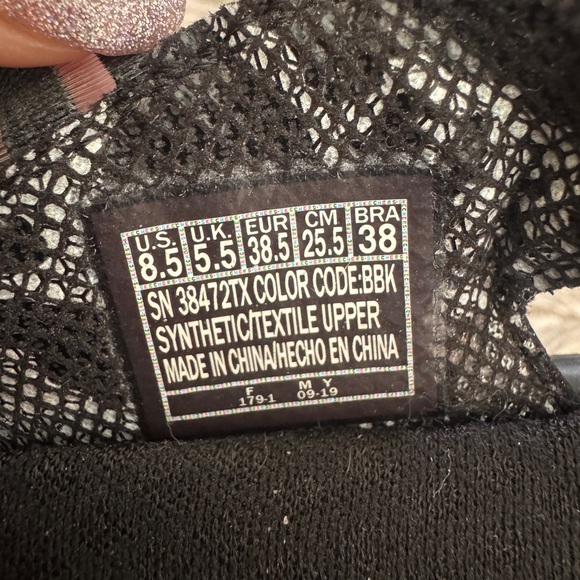 U.S. U.K. EUR CM BRA
8.5 5.5 38.5 25.5 38
SN 38472TX COLOR CODE:BBK
SYNTHETIC/TEXTILE UPPER
MADE IN CHINA/HECHO EN CHINA
F M Y
179-1 09-19